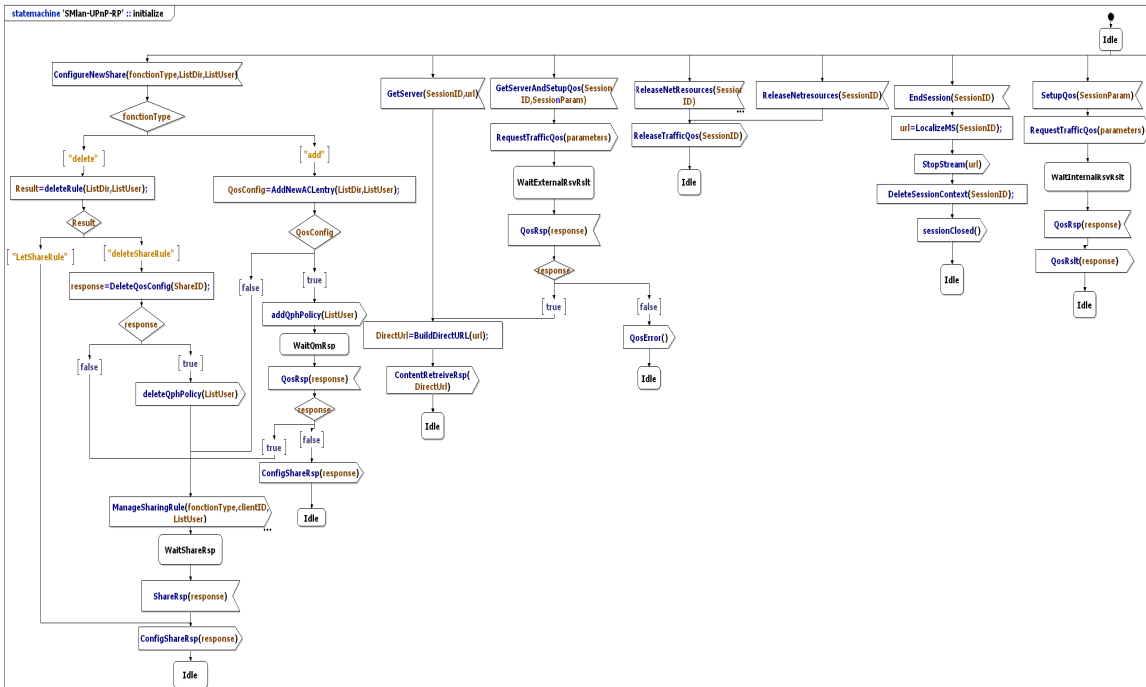 statemachine 'SMlan-UPnP-RP' :: initialize
Idle
ConfigureNewShare(fonctionType,ListDir,ListUser)
fonctionType
["delete"]
["add"]
Result=deleteRule(ListDir,ListUser);
Result
["LetShareRule"]
["deleteShareRule"]
response=DeleteQosConfig(ShareID);
response
[false]
[true]
deleteQphPolicy(ListUser)
QosConfig=AddNewACLentry(ListDir,ListUser);
QosConfig
[false]
[true]
addQphPolicy(ListUser)
WaitQmRsp
QosRsp(response)
response
[true]
[false]
ConfigShareRsp(response)
Idle
ManageSharingRule(fonctionType,clientID,
ListUser)
...
WaitShareRsp
ShareRsp(response)
ConfigShareRsp(response)
Idle
GetServer(SessionID,url)
DirectUrl=BuildDirectURL(url);
ContentRetreiveRsp(
DirectUrl)
Idle
GetServerAndSetupQos(Session
ID,SessionParam)
RequestTrafficQos(parameters)
WaitExternalRsvRslt
QosRsp(response)
response
[true]
[false]
QosError()
Idle
ReleaseNetResources(Session
ID)
...
ReleaseTrafficQos(SessionID)
Idle
ReleaseNetresources(SessionID)
EndSession(SessionID)
url=LocalizeMS(SessionID);
StopStream(url)
DeleteSessionContext(SessionID);
sessionClosed()
Idle
SetupQos(SessionParam)
RequestTrafficQos(parameters)
WaitInternalRsvRslt
QosRsp(response)
QosRslt(response)
Idle